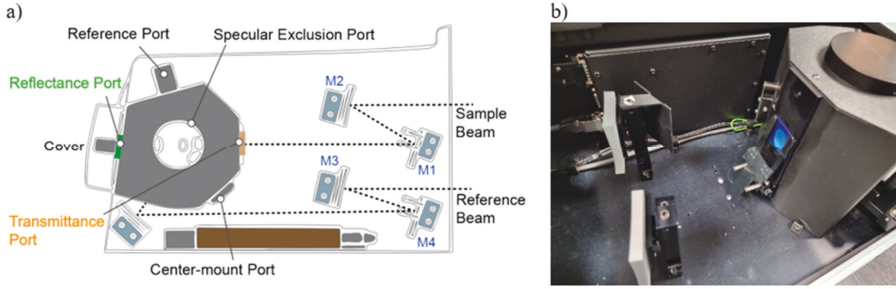 a)
b)
Reference Port
Specular Exclusion Port
Reflectance Port
M2
Sample
Beam
Cover
M1
M3
Reference
Beam
Transmittance
Port
M4
Center-mount Port